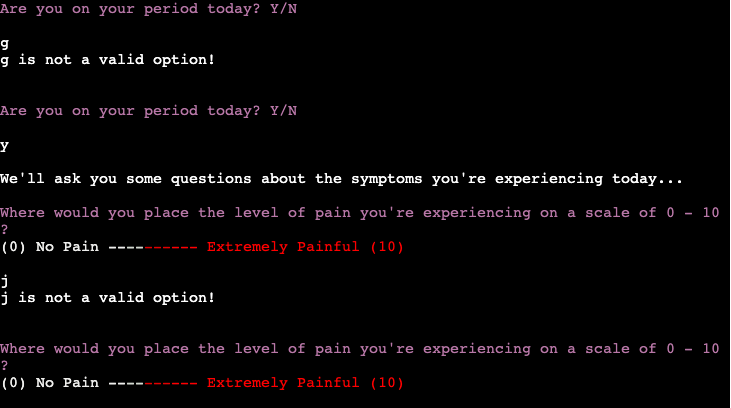 Are you on your period today? Y/N
g
g is not a valid option!
Are you on your period today? Y/N
y
We'll ask you some questions about the symptoms you're experiencing today...
Where would you place the level of pain you're experiencing on a scale of 0 - 10
?
(0) No Pain ----------- Extremely Painful (10)
j
j is not a valid option!
Where would you place the level of pain you're experiencing on a scale of 0 - 10
?
(0) No Pain ----------- Extremely Painful (10)